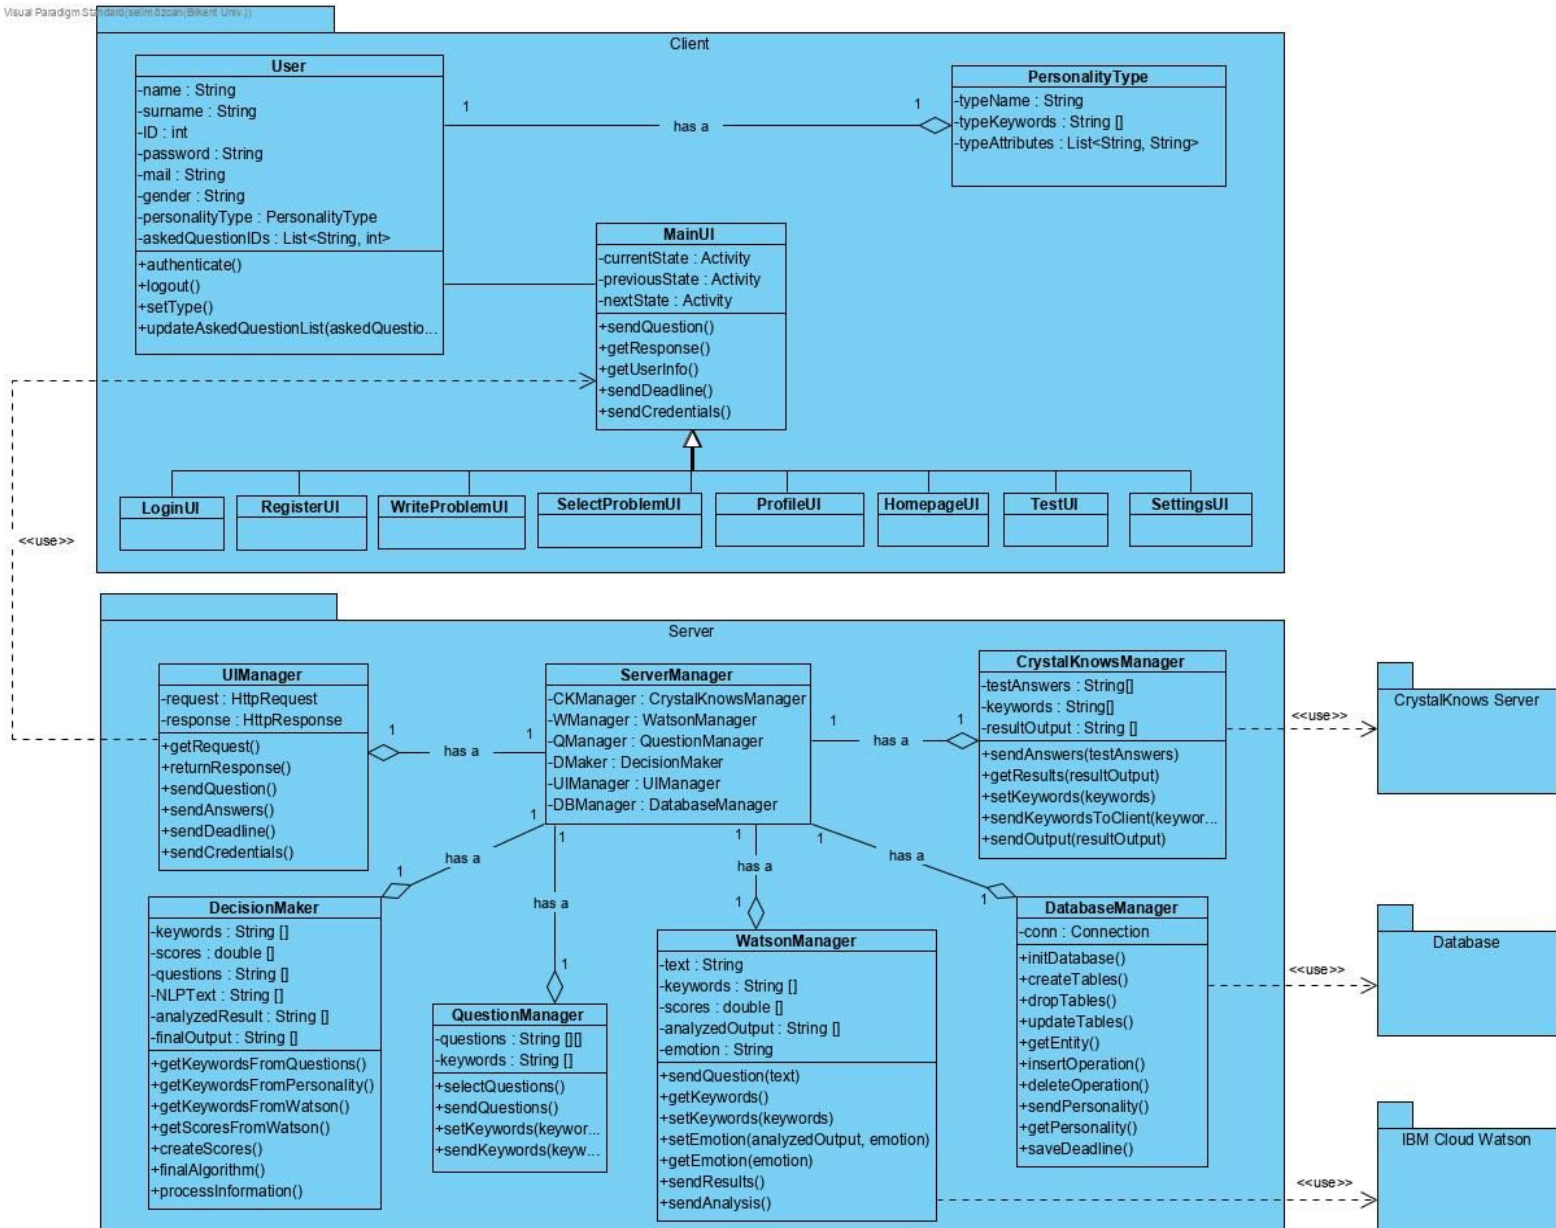 Visual Paradigm Standard(selim özcan(Bilkent Univ.))
Client
User
-name : String
-surname : String
-ID : int
-password : String
-mail : String
-gender : String
-personalityType : PersonalityType
-askedQuestionIDs : List<String, int>
+authenticate()
+logout()
+setType()
+updateAskedQuestionList(askedQuestio...
1
has a
1
PersonalityType
-typeName : String
-typeKeywords : String []
-typeAttributes : List<String, String>
MainUI
-currentState : Activity
-previousState : Activity
-nextState : Activity
+sendQuestion()
+getResponse()
+getUserInfo()
+sendDeadline()
+sendCredentials()
LoginUI
RegisterUI
WriteProblemUI
SelectProblemUI
ProfileUI
HomepageUI
TestUI
SettingsUI
<<use>>
Server
UIManager
-request : HttpRequest
-response : HttpResponse
+getRequest()
+returnResponse()
+sendQuestion()
+sendAnswers()
+sendDeadline()
+sendCredentials()
1
has a
1
ServerManager
-CKManager : CrystalKnowsManager
-WManager : WatsonManager
-QManager : QuestionManager
-DMaker : DecisionMaker
-UIManager : UIManager
-DBManager : DatabaseManager
1
has a
1
CrystalKnowsManager
-testAnswers : String[]
-keywords : String[]
-resultOutput : String []
+sendAnswers(testAnswers)
+getResults(resultOutput)
+setKeywords(keywords)
+sendKeywordsToClient(keywor...
+sendOutput(resultOutput)
<<use>>
CrystalKnows Server
1
has a
1
1
has a
1
1
has a
1
1
has a
1
DecisionMaker
-keywords : String []
-scores : double []
-questions : String []
-NLPText : String []
-analyzedResult : String []
-finalOutput : String []
+getKeywordsFromQuestions()
+getKeywordsFromPersonality()
+getKeywordsFromWatson()
+getScoresFromWatson()
+createScores()
+finalAlgorithm()
+processInformation()
QuestionManager
-questions : String [][]
-keywords : String []
+selectQuestions()
+sendQuestions()
+setKeywords(keywor...
+sendKeywords(keyw...
WatsonManager
-text : String
-keywords : String []
-scores : double []
-analyzedOutput : String []
-emotion : String
+sendQuestion(text)
+getKeywords()
+setKeywords(keywords)
+setEmotion(analyzedOutput, emotion)
+getEmotion(emotion)
+sendResults()
+sendAnalysis()
DatabaseManager
-conn : Connection
+initDatabase()
+createTables()
+dropTables()
+updateTables()
+getEntity()
+insertOperation()
+deleteOperation()
+sendPersonality()
+getPersonality()
+saveDeadline()
<<use>>
Database
<<use>>
IBM Cloud Watson